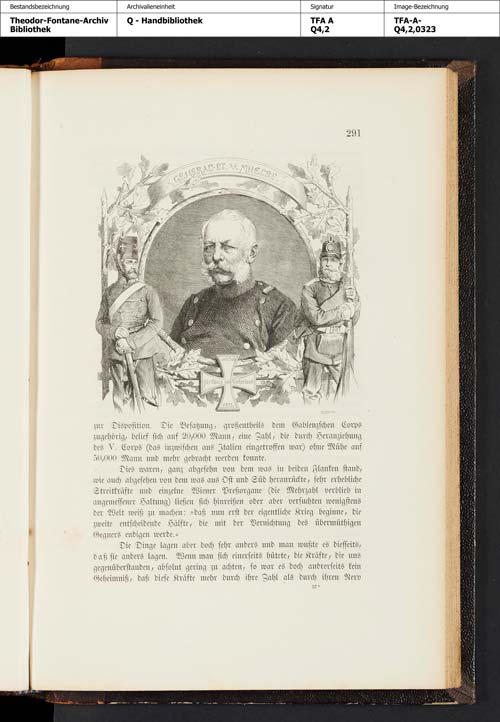 Bestandsbezeichnung
Archivalieneinheit
Signatur
Image-Bezeichnung
Theodor-Fontane-Archiv
Bibliothek
Q - Handbibliothek
TFA A
Q4,2
TFA-A-
Q4,2,0323
291
zur Disposition. Die Besatzung, großentheils dem Gablenzschen Corps
zugehörig, belief sich auf 20,000 Mann, eine Zahl, die durch Heranziehung
des V. Corps (das inzwischen aus Italien eingetroffen war) ohne Mühe auf
50,000 Mann und mehr gebracht werden konnte.
Dies waren, ganz abgesehn von dem was in beiden Flanken stand,
wie auch abgesehen von dem was aus Ost und Süd heranrückte, sehr erhebliche
Streitkräfte und einzelne Wiener Preßorgane (die Mehrzahl verblieb in
angemessener Haltung) ließen sich hinreißen oder aber versuchten wenigstens
der Welt weiß zu machen: »daß nun erst der eigentliche Krieg beginne, die
zweite entscheidende Hälfte, die mit der Vernichtung des übermüthigen
Gegners endigen werde.«
Die Dinge lagen aber doch sehr anders und man wußte es diesseits,
daß sie anders lagen. Wenn man sich einerseits hütete, die Kräfte, die uns
gegenüberstanden, absolut gering zu achten, so war es doch andrerseits kein
Geheimniß, daß diese Kräfte mehr durch ihre Zahl als durch ihren Nerv